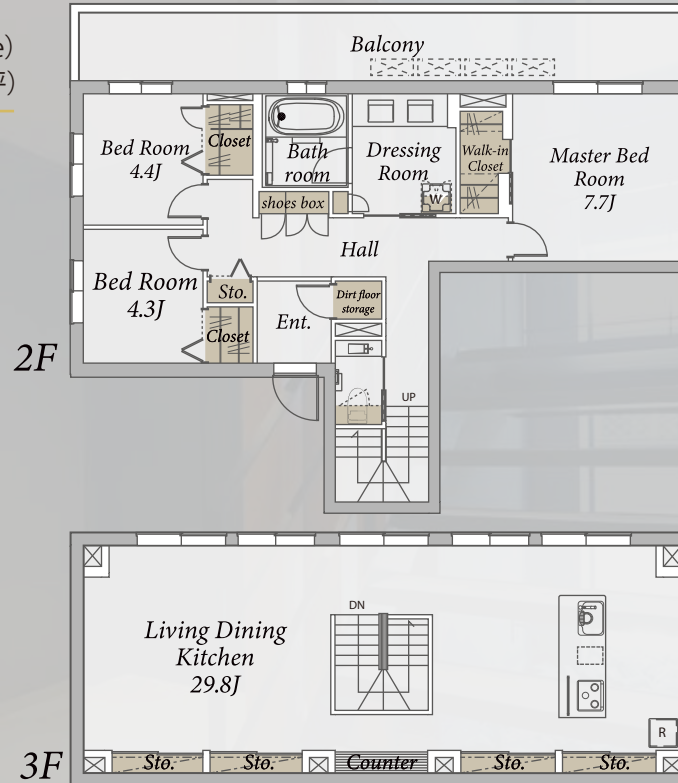 e)
坪)
Balcony
Bed Room
4.4J
Closet
Bath
room
Dressing
Room
W
Walk-in
Closet
Master Bed
Room
7.7J
shoes box
Hall
Bed Room
4.3J
Sto.
Closet
Ent.
Dirt floor
storage
2F
UP
DN
Living Dining
Kitchen
29.8J
R
3F
Sto.
Sto.
Counter
Sto.
Sto.